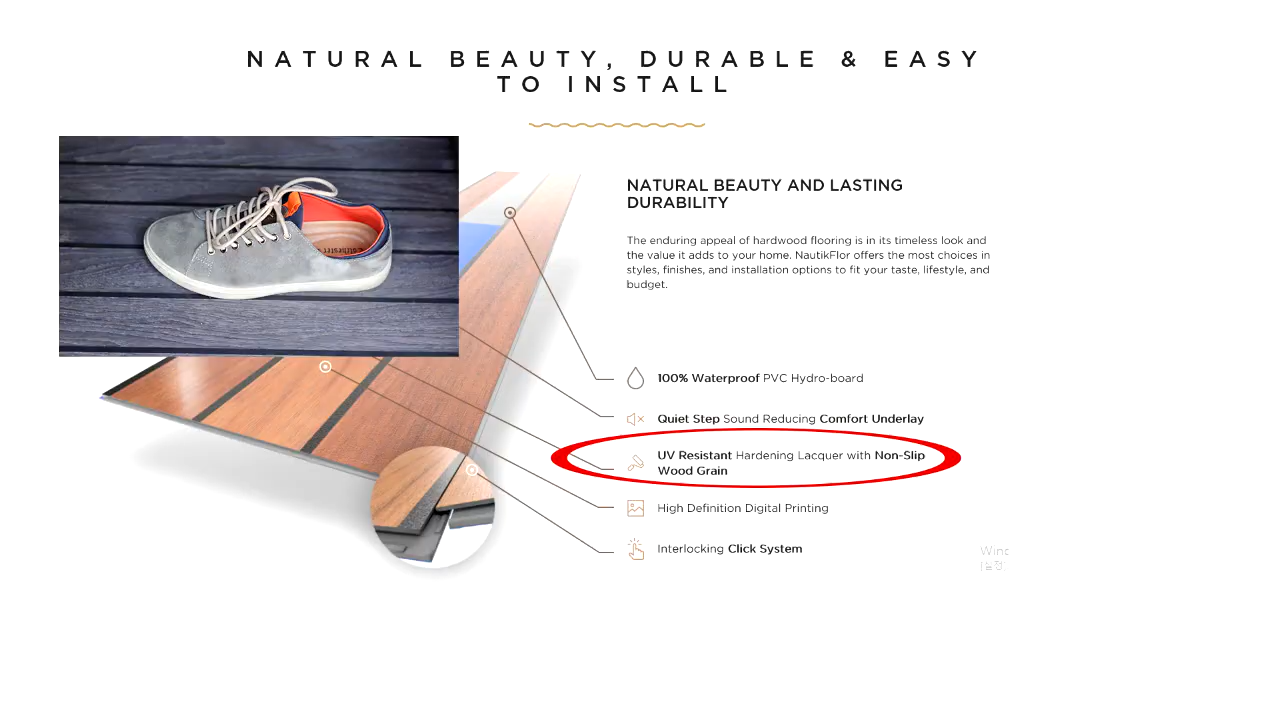 NATURAL BEAUTY, DURABLE & EASY
TO INSTALL
NATURAL BEAUTY AND LASTING
DURABILITY
The enduring appeal of hardwood flooring is in its timeless look and
the value it adds to your home. NautikFlor offers the most choices in
styles, finishes, and installation options to fit your taste, lifestyle, and
budget.
100% Waterproof PVC Hydro-board
Quiet Step Sound Reducing Comfort Underlay
UV Resistant Hardening Lacquer with Non-Slip
Wood Grain
High Definition Digital Printing
Interlocking Click System